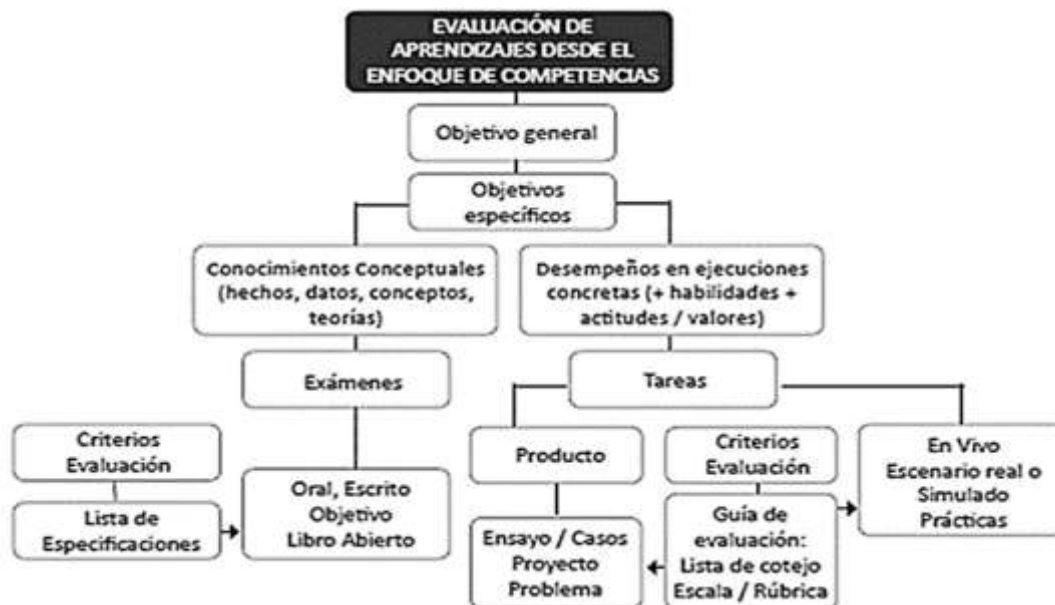 EVALUACIÓN DE
APRENDIZAJES DESDE EL
ENFOQUE DE COMPETENCIAS
Objetivo general
Objetivos
específicos
Conocimientos Conceptuales
(hechos, datos, conceptos,
teorías)
Desempeños en ejecuciones
concretas (+ habilidades +
actitudes / valores)
Exámenes
Tareas
Criterios
Evaluación
Lista de
Especificaciones
Oral, Escrito
Objetivo
Libro Abierto
Producto
Ensayo / Casos
Proyecto
Problema
Criterios
Evaluación
Guía de
evaluación:
Lista de cotejo
Escala / Rúbrica
En Vivo
Escenario real o
Simulado
Prácticas